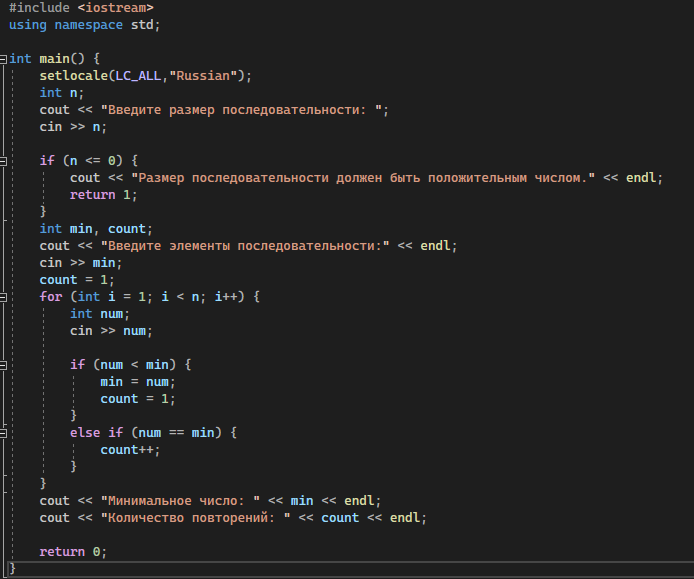 #include <iostream>
using namespace std;
int main() {
setlocale(LC_ALL,"Russian");
int n;
cout << "Введите размер последовательности: ";
cin >> n;
if (n <= 0) {
cout << "Размер последовательности должен быть положительным числом." << endl;
return 1;
}
int min, count;
cout << "Введите элементы последовательности:" << endl;
cin >> min;
count = 1;
for (int i = 1; i < n; i++) {
int num;
cin >> num;
if (num < min) {
min = num;
count = 1;
}
else if (num == min) {
count++;
}
}
cout << "Минимальное число: " << min << endl;
cout << "Количество повторений: " << count << endl;
return 0;
}